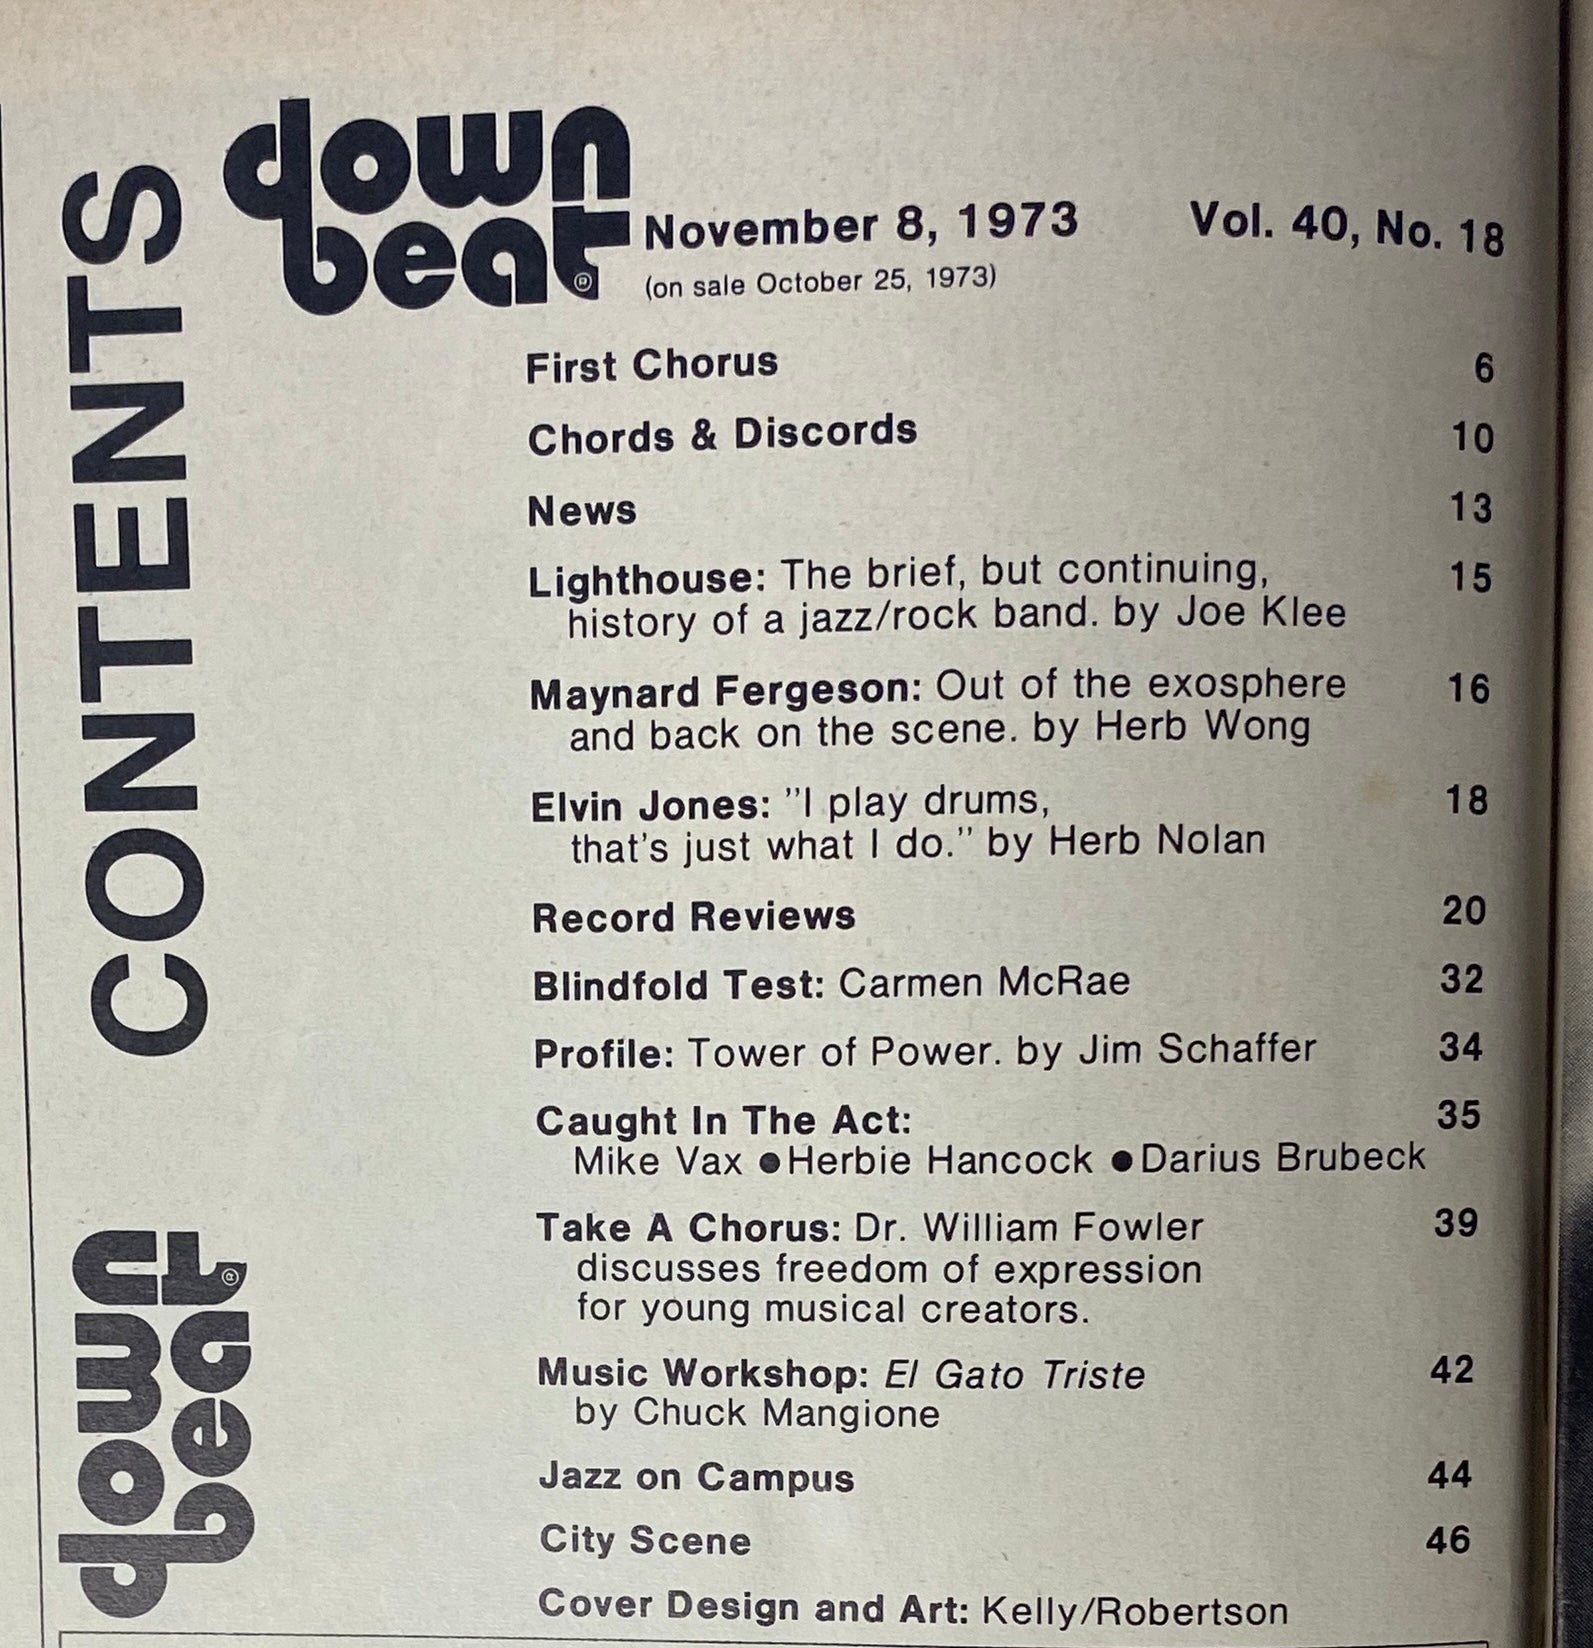 CONTENTS
down
beat®
November 8, 1973 Vol. 40, No. 18
(on sale October 25, 1973)
First Chorus 6
Chords & Discords 10
News 13
Lighthouse: The brief, but continuing, 15
history of a jazz/rock band. by Joe Klee
Maynard Fergeson: Out of the exosphere 16
and back on the scene. by Herb Wong
Elvin Jones: "I play drums, 18
that's just what I do." by Herb Nolan
Record Reviews 20
Blindfold Test: Carmen McRae 32
Profile: Tower of Power. by Jim Schaffer 34
Caught In The Act: 35
Mike Vax ●Herbie Hancock ●Darius Brubeck
Take A Chorus: Dr. William Fowler 39
discusses freedom of expression
for young musical creators.
Music Workshop: El Gato Triste 42
by Chuck Mangione
Jazz on Campus 44
City Scene 46
Cover Design and Art: Kelly/Robertson
down
beat®